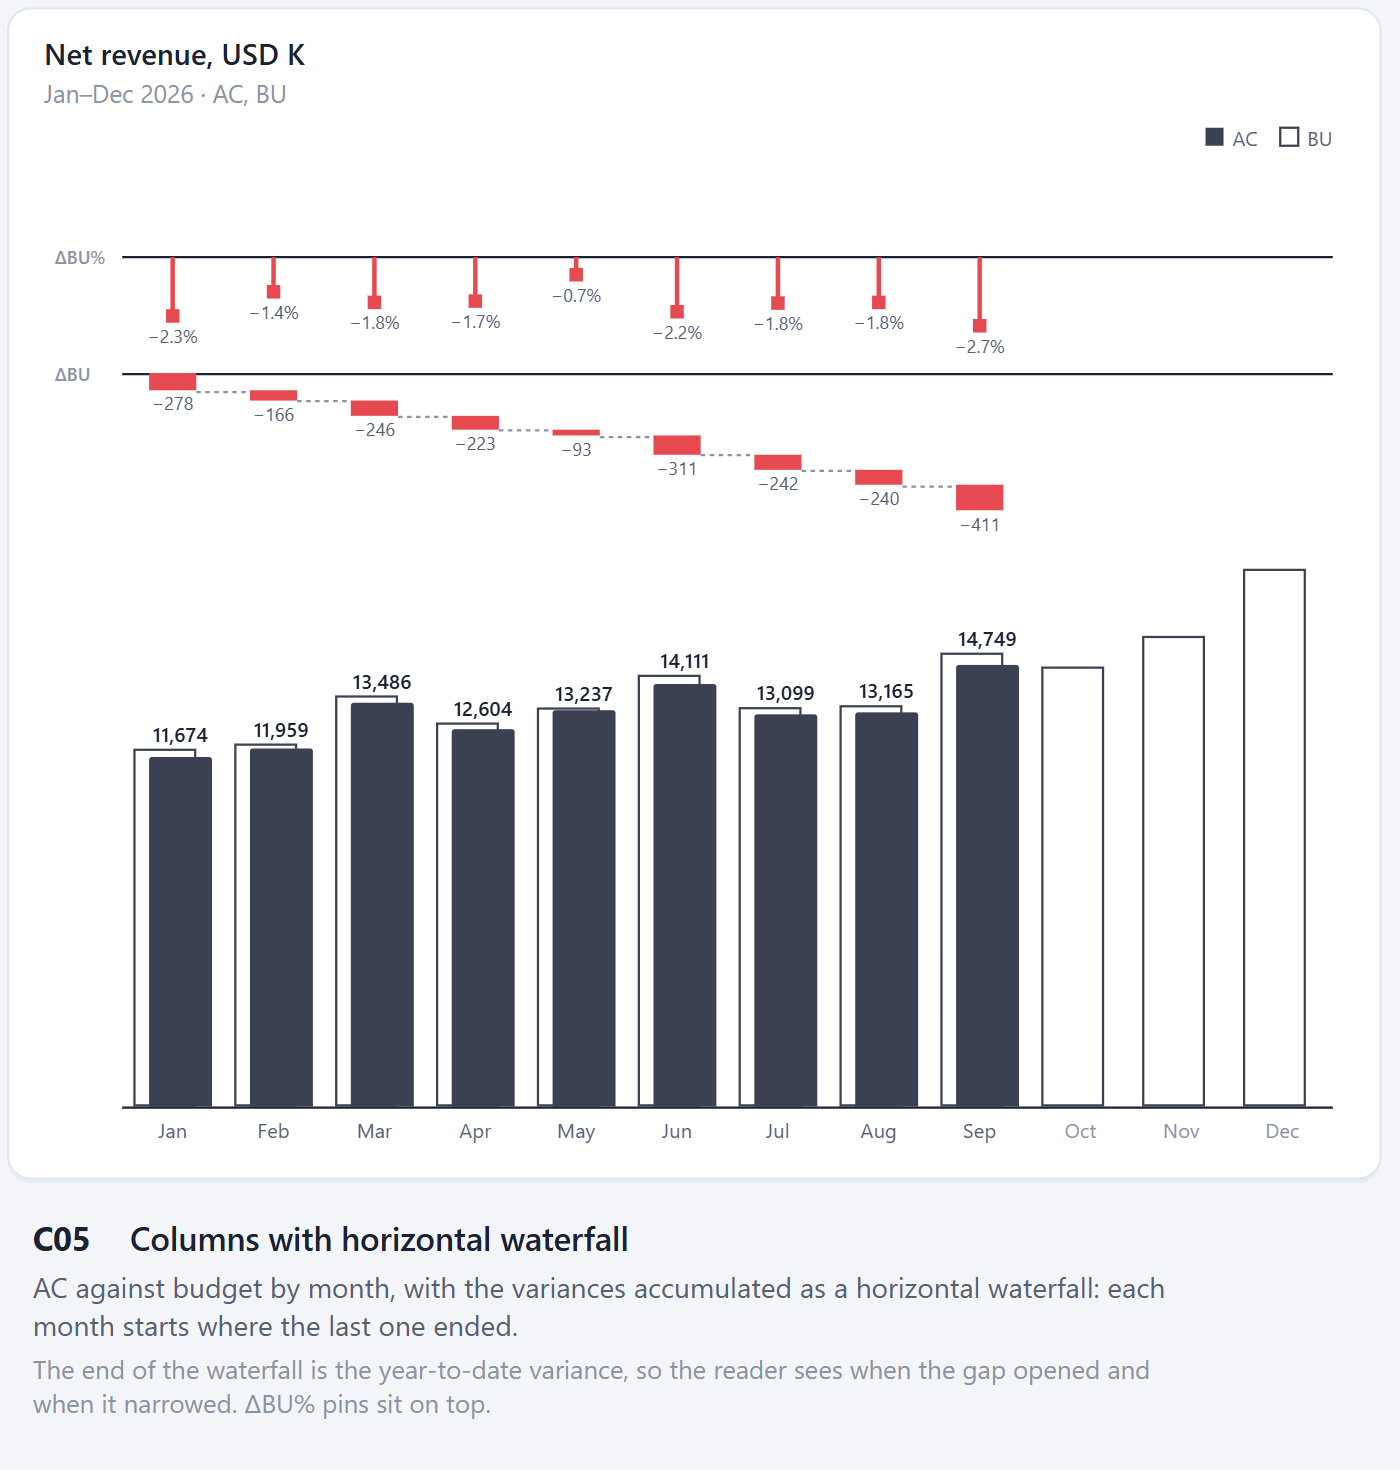 Net revenue, USD K
Jan–Dec 2026 · AC, BU
AC BU
ΔBU%
−2.3% −1.4% −1.8% −1.7% −0.7% −2.2% −1.8% −1.8% −2.7%
ΔBU
−278 −166 −246 −223 −93 −311 −242 −240 −411
11,674 11,959 13,486 12,604 13,237 14,111 13,099 13,165 14,749
Jan Feb Mar Apr May Jun Jul Aug Sep Oct Nov Dec
C05 Columns with horizontal waterfall
AC against budget by month, with the variances accumulated as a horizontal waterfall: each
month starts where the last one ended.
The end of the waterfall is the year-to-date variance, so the reader sees when the gap opened and
when it narrowed. ΔBU% pins sit on top.